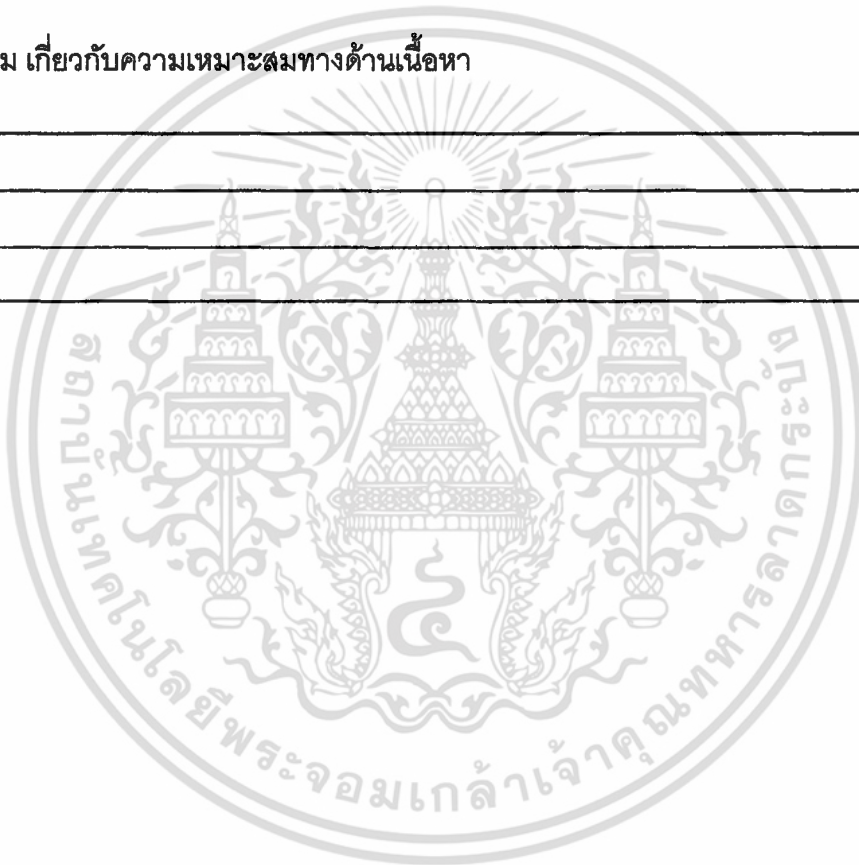 ม เกี่ยวกับความเหมาะสมทางด้านเนื้อหา
สถาบันเทคโนโลยีพระจอมเกล้าเจ้าคุณทหารลาดกระบัง
๔